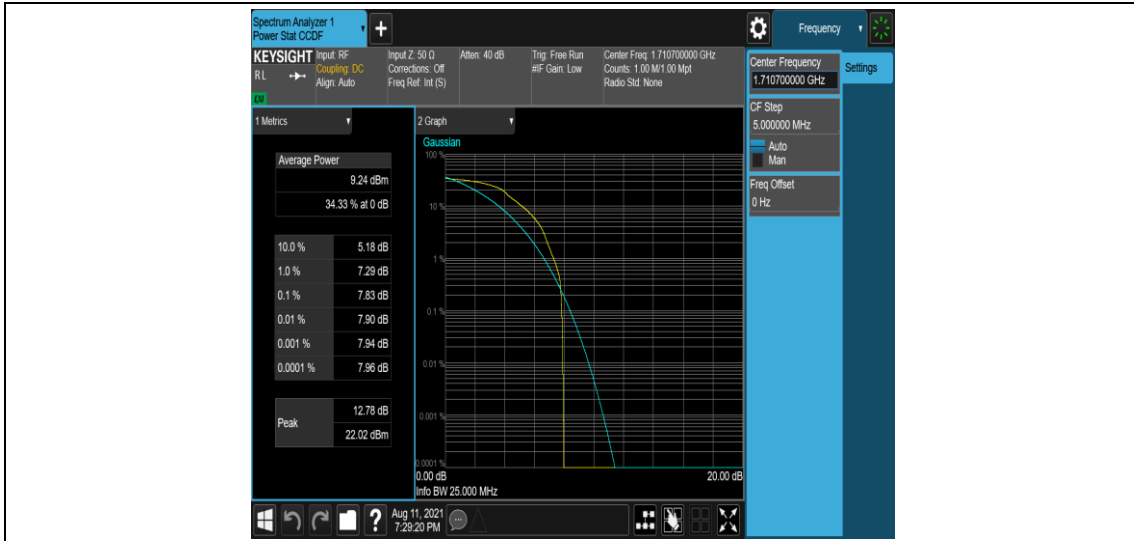 Spectrum Analyzer 1
Power Stat CCDF
+
Frequency
KEYSIGHT
RL
Input: RF
Coupling: DC
Align: Auto
Input Z: 50 Ω
Corrections: Off
Freq Ref: Int (S)
Atten: 40 dB
Trig: Free Run
#IF Gain: Low
Center Freq: 1.710700000 GHz
Counts: 1.00 M/1.00 Mpt
Radio Std: None
Center Frequency
1.710700000 GHz
Settings
CF Step
5.000000 MHz
Auto
Man
Freq Offset
0 Hz
1 Metrics
Average Power
9.24 dBm
34.33 % at 0 dB
10.0 % 5.18 dB
1.0 % 7.29 dB
0.1 % 7.83 dB
0.01 % 7.90 dB
0.001 % 7.94 dB
0.0001 % 7.96 dB
Peak
12.78 dB
22.02 dBm
2 Graph
Gaussian
100 %
10 %
1 %
0.1 %
0.01 %
0.001 %
0.0001 %
0.00 dB 20.00 dB
Info BW 25.000 MHz
?
Aug 11, 2021
7:29:20 PM